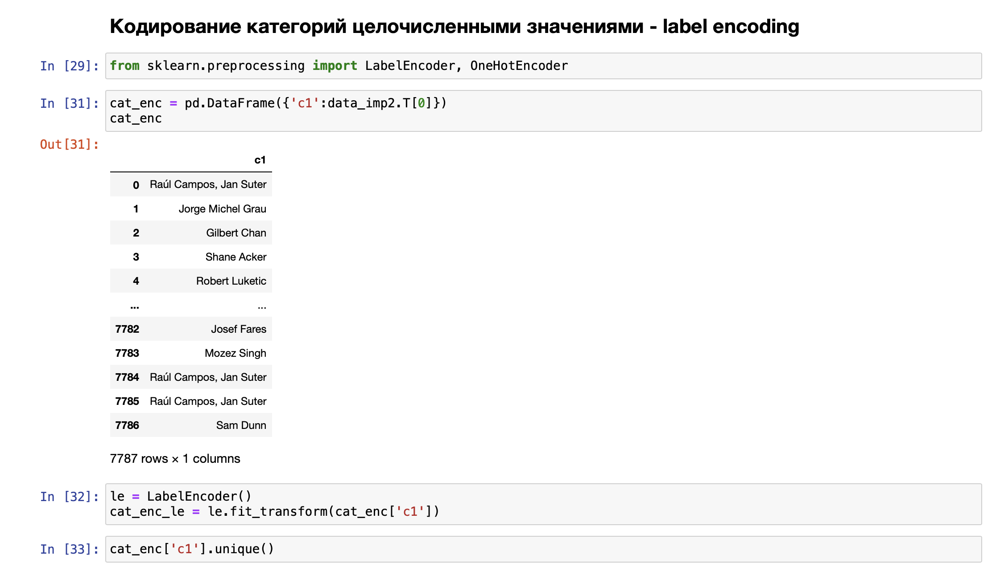 Кодирование категорий целочисленными значениями - label encoding
In [29]: from sklearn.preprocessing import LabelEncoder, OneHotEncoder
In [31]: cat_enc = pd.DataFrame({'c1':data_imp2.T[0]})
cat_enc
Out[31]:
c1
0 Raúl Campos, Jan Suter
1 Jorge Michel Grau
2 Gilbert Chan
3 Shane Acker
4 Robert Luketic
... ...
7782 Josef Fares
7783 Mozez Singh
7784 Raúl Campos, Jan Suter
7785 Raúl Campos, Jan Suter
7786 Sam Dunn
7787 rows × 1 columns
In [32]: le = LabelEncoder()
cat_enc_le = le.fit_transform(cat_enc['c1'])
In [33]: cat_enc['c1'].unique()